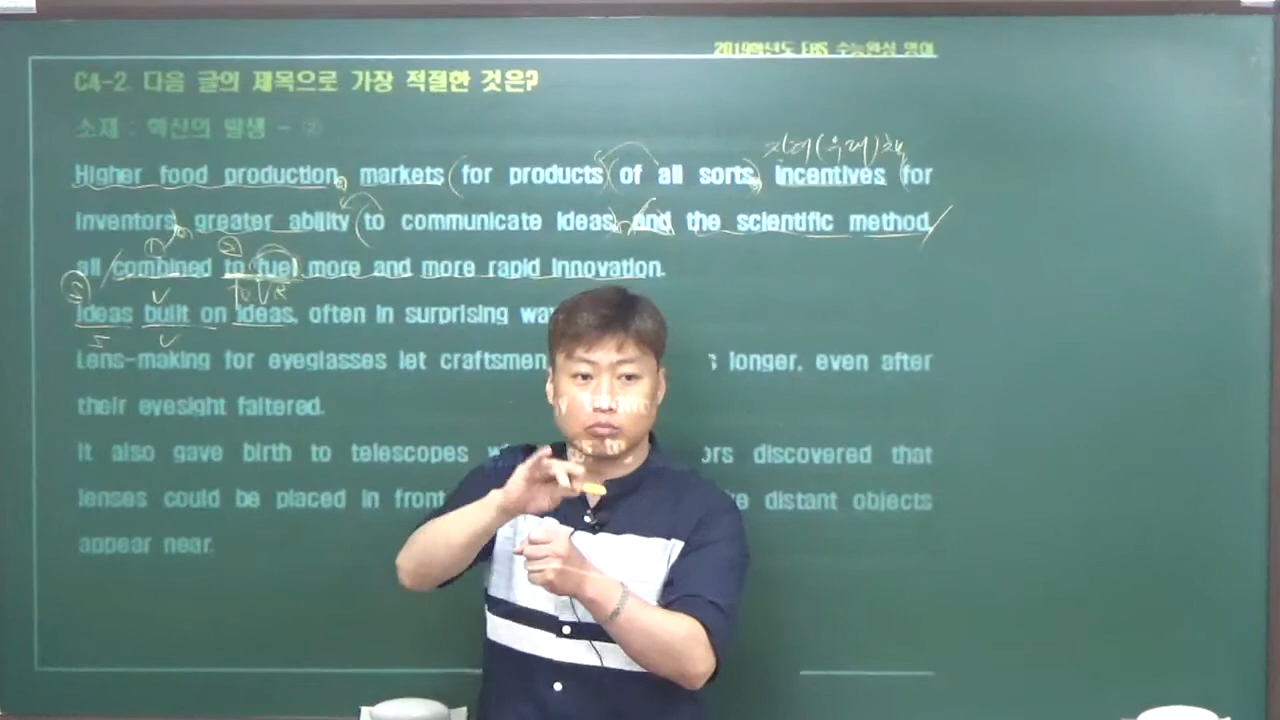 2019학년도 EBS 수능완성 영어
C4-2. 다음 글의 제목으로 가장 적절한 것은?
소재 : 혁신의 발생 - ②
Higher food production, markets (for products (of all sorts), incentives (for
inventors), greater ability (to communicate ideas), and the scientific method,
all combined to fuel more and more rapid innovation.
Ideas built on ideas, often in surprising
Lens-making for eyeglasses let craftsmen longer, even after
their eyesight faltered.
It also gave birth to telescopes discovered that
lenses could be placed in front distant objects
appear near.